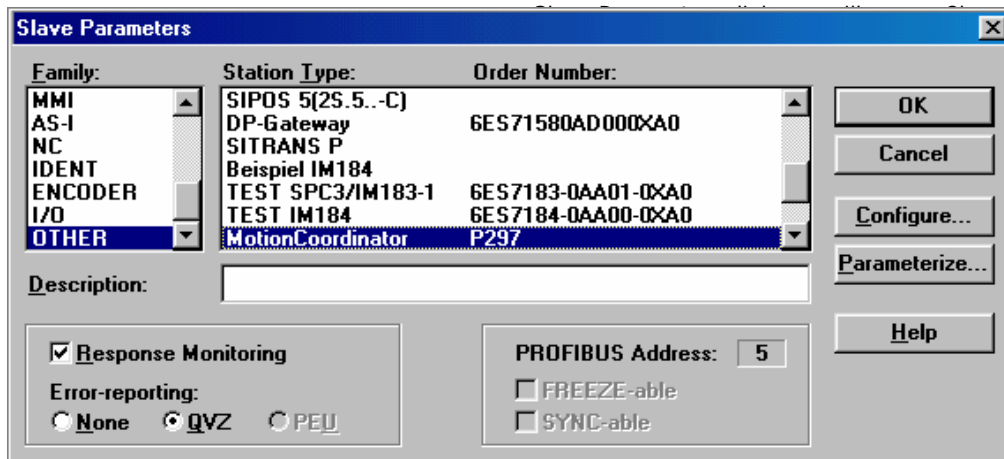 Slave Parameters
Family:
MMI
AS-I
NC
IDENT
ENCODER
I/O
OTHER
Station Type: Order Number:
SIPOS 5(2S.5..-C)
DP-Gateway 6ES71580AD000XA0
SITRANS P
Beispiel IM184
TEST SPC3/IM183-1 6ES7183-0AA01-0XA0
TEST IM184 6ES7184-0AA00-0XA0
MotionCoordinator P297
OK
Cancel
Configure...
Parameterize...
Help
Description:
Response Monitoring
Error-reporting:
None QVZ PEU
PROFIBUS Address: 5
FREEZE-able
SYNC-able